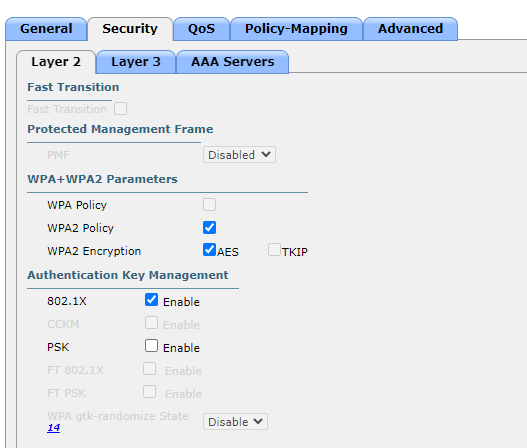 General Security QoS Policy-Mapping Advanced
Layer 2 Layer 3 AAA Servers
Fast Transition
Fast Transition
Protected Management Frame
PMF Disabled
WPA+WPA2 Parameters
WPA Policy
WPA2 Policy
WPA2 Encryption AES TKIP
Authentication Key Management
802.1X Enable
CCKM Enable
PSK Enable
FT 802.1X Enable
FT PSK Enable
WPA gtk-randomize State Disable
14